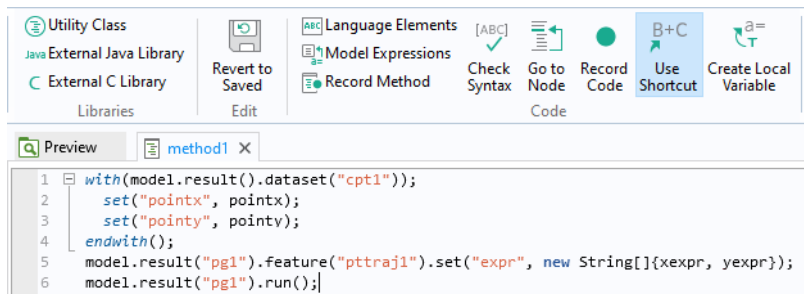 Utility Class
Java External Java Library
C External C Library
Libraries
Revert to
Saved
Edit
ABC Language Elements
a= Model Expressions
Record Method
[ABC]
Check
Syntax
Go to
Node
Record
Code
B+C
Use
Shortcut
a=
Create Local
Variable
Code
Preview
method1
1 with(model.result().dataset("cpt1"));
2 set("pointx", pointx);
3 set("pointy", pointy);
4 endwith();
5 model.result("pg1").feature("pttraj1").set("expr", new String[]{xexpr, yexpr});
6 model.result("pg1").run();